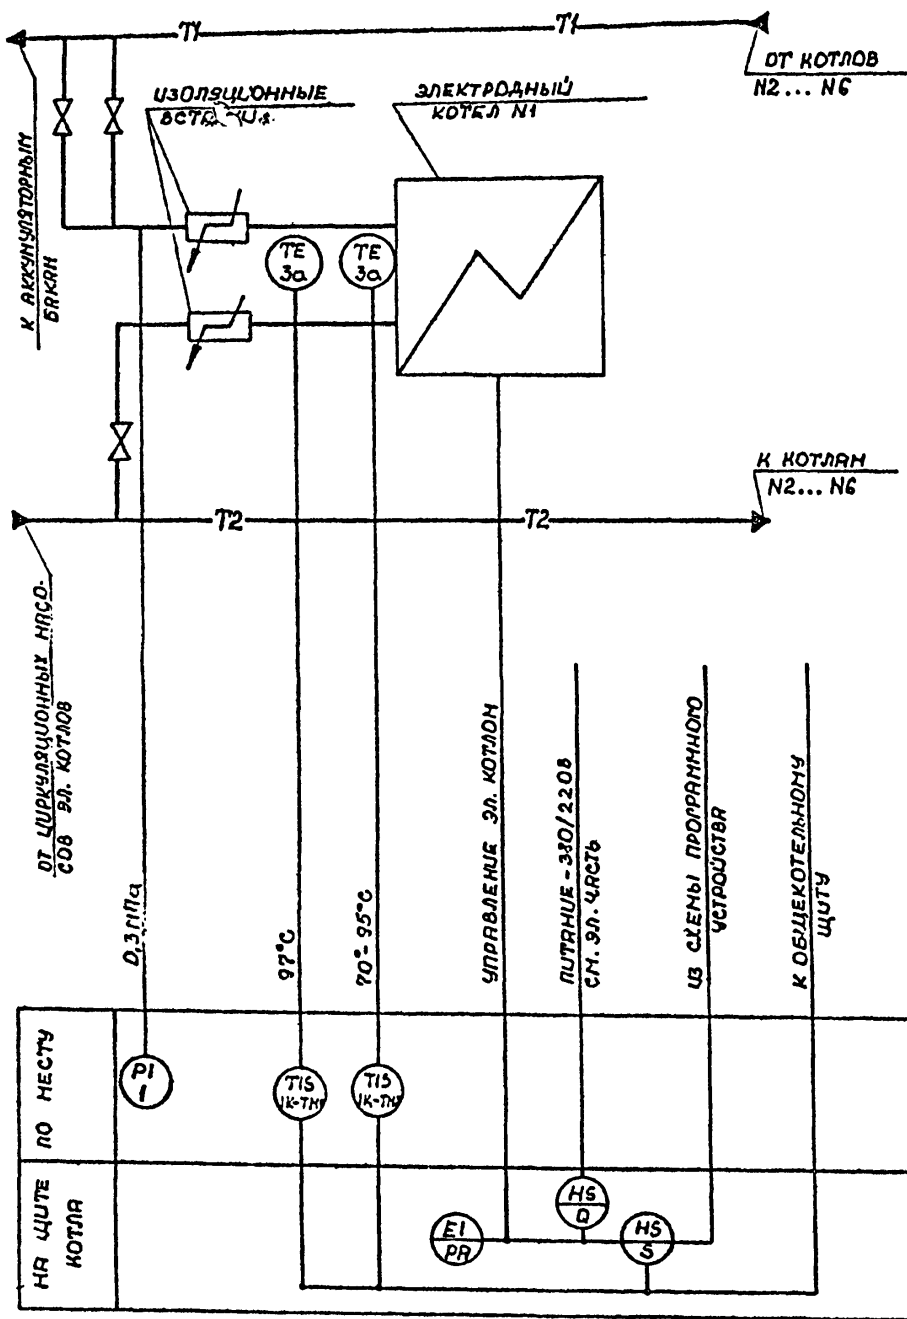 Т1
Т1
ОТ КОТЛОВ
N2... N6
ИЗОЛЯЦИОННЫЕ
ЭЛЕКТРОДНЫЙ
КОТЕЛ N1
К АККУМУЛЯТОРНЫМ
БАКАМ
TE
3a
TE
3a
К КОТЛАМ
N2... N6
Т2
Т2
ОТ ЦИРКУЛЯЦИОННЫХ НАСО-
СОВ ЭЛ. КОТЛОВ
0,3 МПа
97°C
70°-95°C
УПРАВЛЕНИЕ ЭЛ. КОТЛОМ
ПИТАНИЕ ~380/220В
СМ. ЭЛ. ЧАСТЬ
ИЗ СХЕМЫ ПРОГРАММНОГО
УСТРОЙСТВА
К ОБЩЕКОТЕЛЬНОМУ
ЩИТУ
ПО МЕСТУ
PI
1
TIS
TIS
НА ЩИТЕ
КОТЛА
EI
PA
HS
Q
HS
S